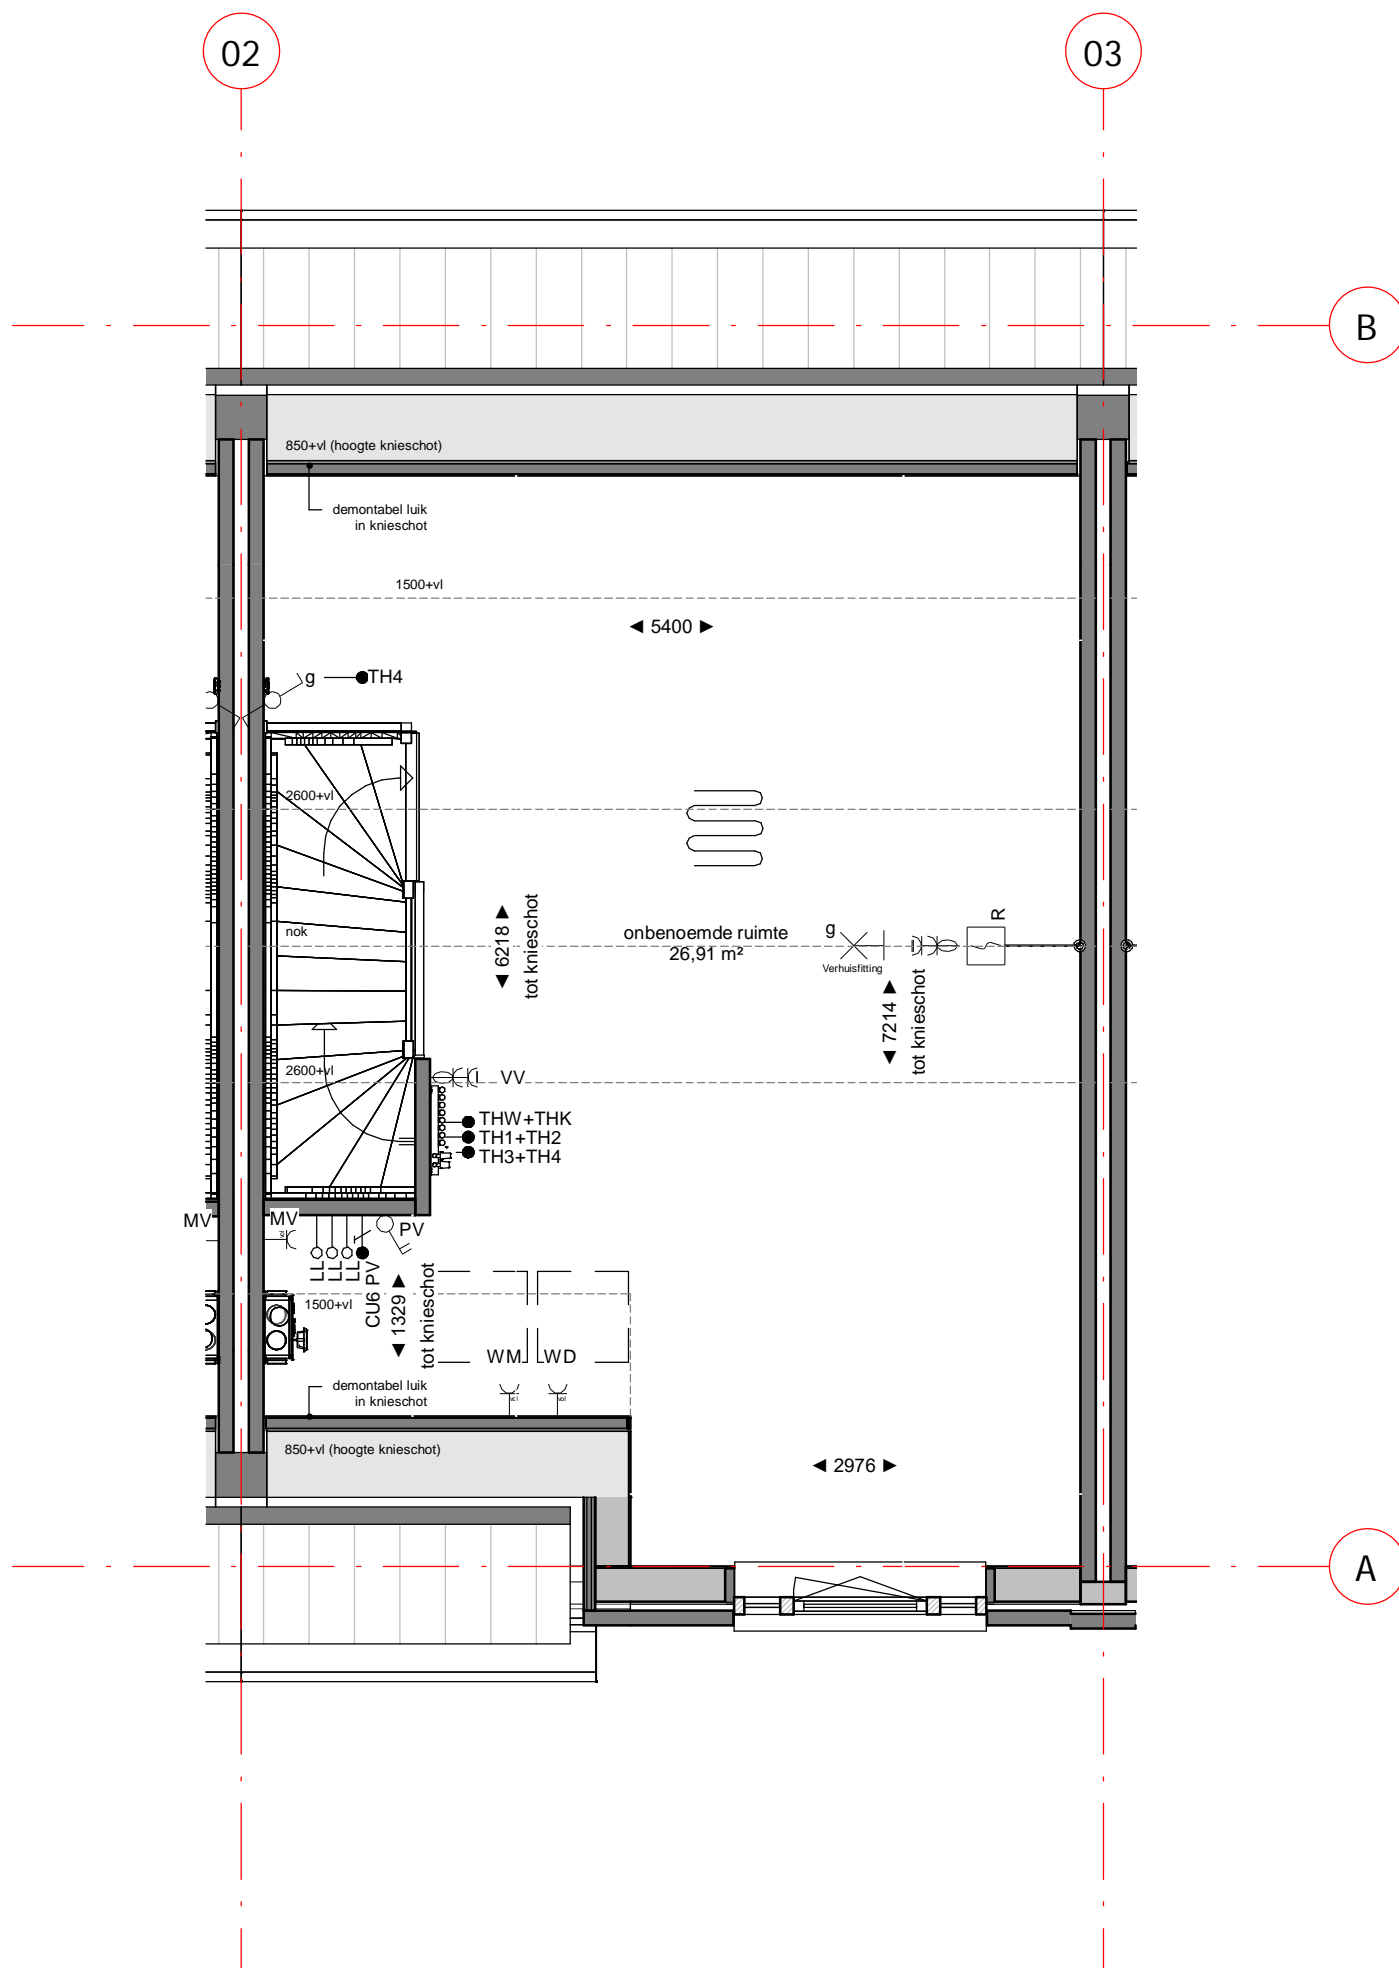 02
03
B
850+vl (hoogte knieschot)
demontabel luik
in knieschot
1500+vl
◄ 5400 ►
g
TH4
2600+vl
nok
◄ 6218 ►
tot knieschot
onbenoemde ruimte
26,91 m²
g
Verhuisfitting
R
◄ 7214 ►
tot knieschot
2600+vl
VV
THW+THK
TH1+TH2
TH3+TH4
MV
MV
PV
LL
LL
LL
CU6 PV
◄ 1329 ►
tot knieschot
1500+vl
WM
WD
demontabel luik
in knieschot
850+vl (hoogte knieschot)
◄ 2976 ►
A